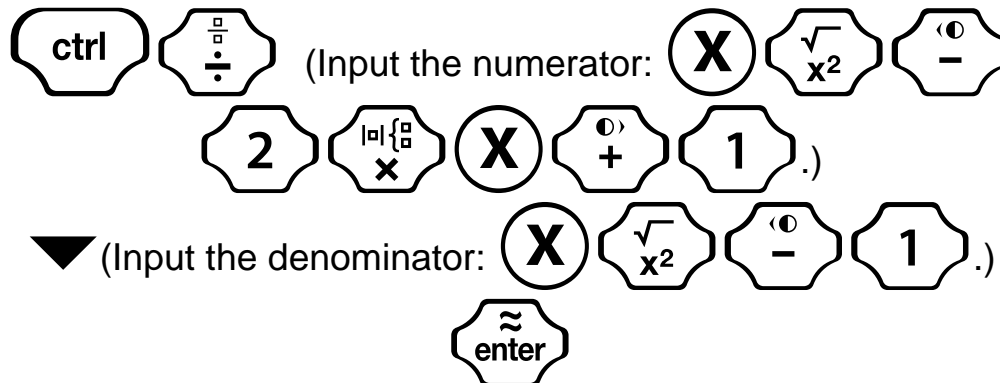 ctrl ÷ (Input the numerator: X √ x² −
2 |▫|{ × X + 1 .)
(Input the denominator: X √ x² − 1 .)
≈ enter